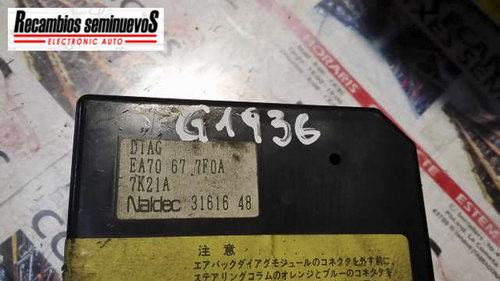 Recambios seminuevoS
ELECTRONIC AUTO
HORARIS
G1936
DIAG
EA70 67 7F0A
7K21A
Naldec 31616 48
注意
エアバックダイアグモジュールのコネクタを外す前に,
ステアリングコラムのオレンジとブルーのコネクタを